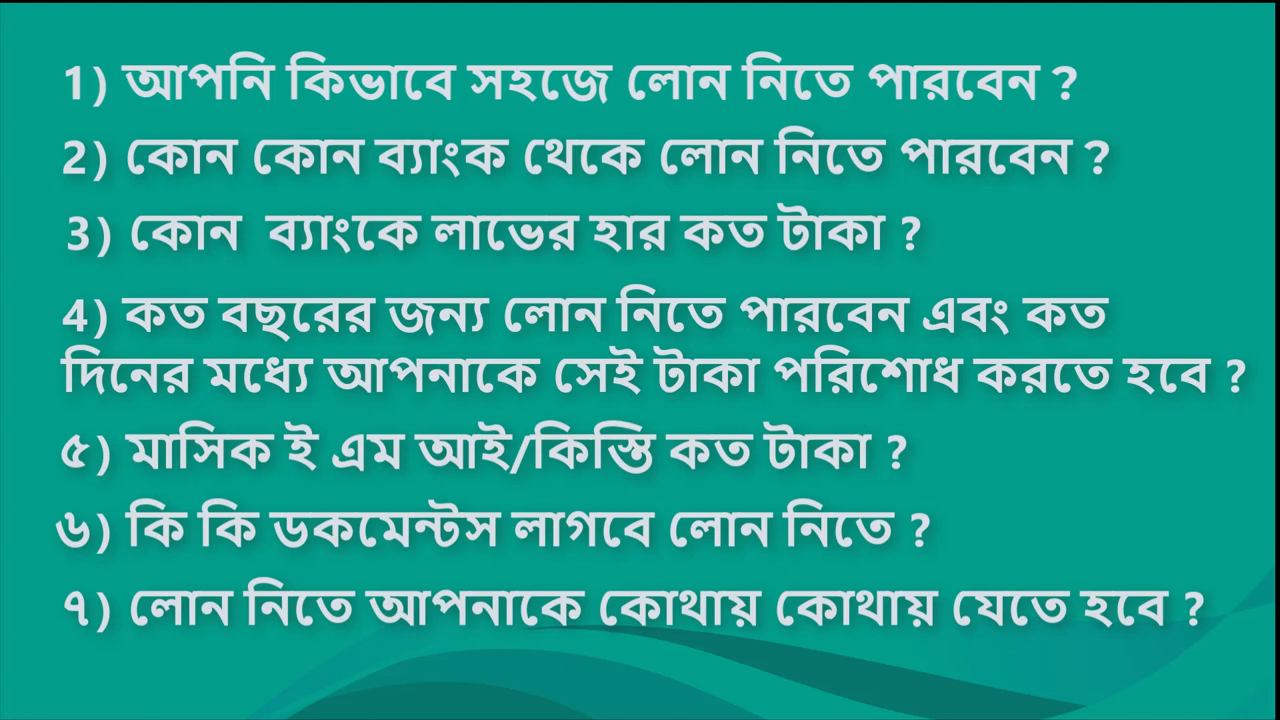 1) আপনি কিভাবে সহজে লোন নিতে পারবেন ?
2) কোন কোন ব্যাংক থেকে লোন নিতে পারবেন ?
3) কোন ব্যাংকে লাভের হার কত টাকা ?
4) কত বছরের জন্য লোন নিতে পারবেন এবং কত
দিনের মধ্যে আপনাকে সেই টাকা পরিশোধ করতে হবে ?
৫) মাসিক ই এম আই/কিস্তি কত টাকা ?
৬) কি কি ডকমেন্টস লাগবে লোন নিতে ?
৭) লোন নিতে আপনাকে কোথায় কোথায় যেতে হবে ?